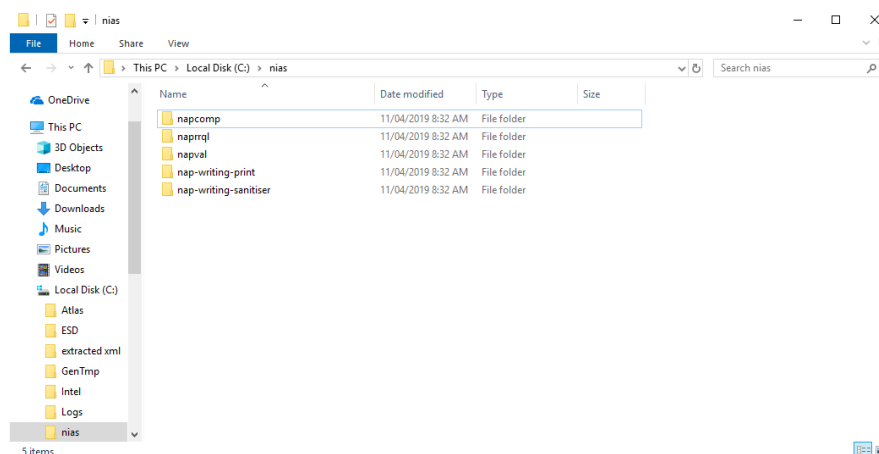 nias
File Home Share View
This PC > Local Disk (C:) > nias Search nias
Name Date modified Type Size
OneDrive
This PC
3D Objects
Desktop
Documents
Downloads
Music
Pictures
Videos
Local Disk (C:)
Atlas
ESD
extracted xml
GenTmp
Intel
Logs
nias
napcomp 11/04/2019 8:32 AM File folder
naprrql 11/04/2019 8:32 AM File folder
napval 11/04/2019 8:32 AM File folder
nap-writing-print 11/04/2019 8:32 AM File folder
nap-writing-sanitiser 11/04/2019 8:32 AM File folder
5 items